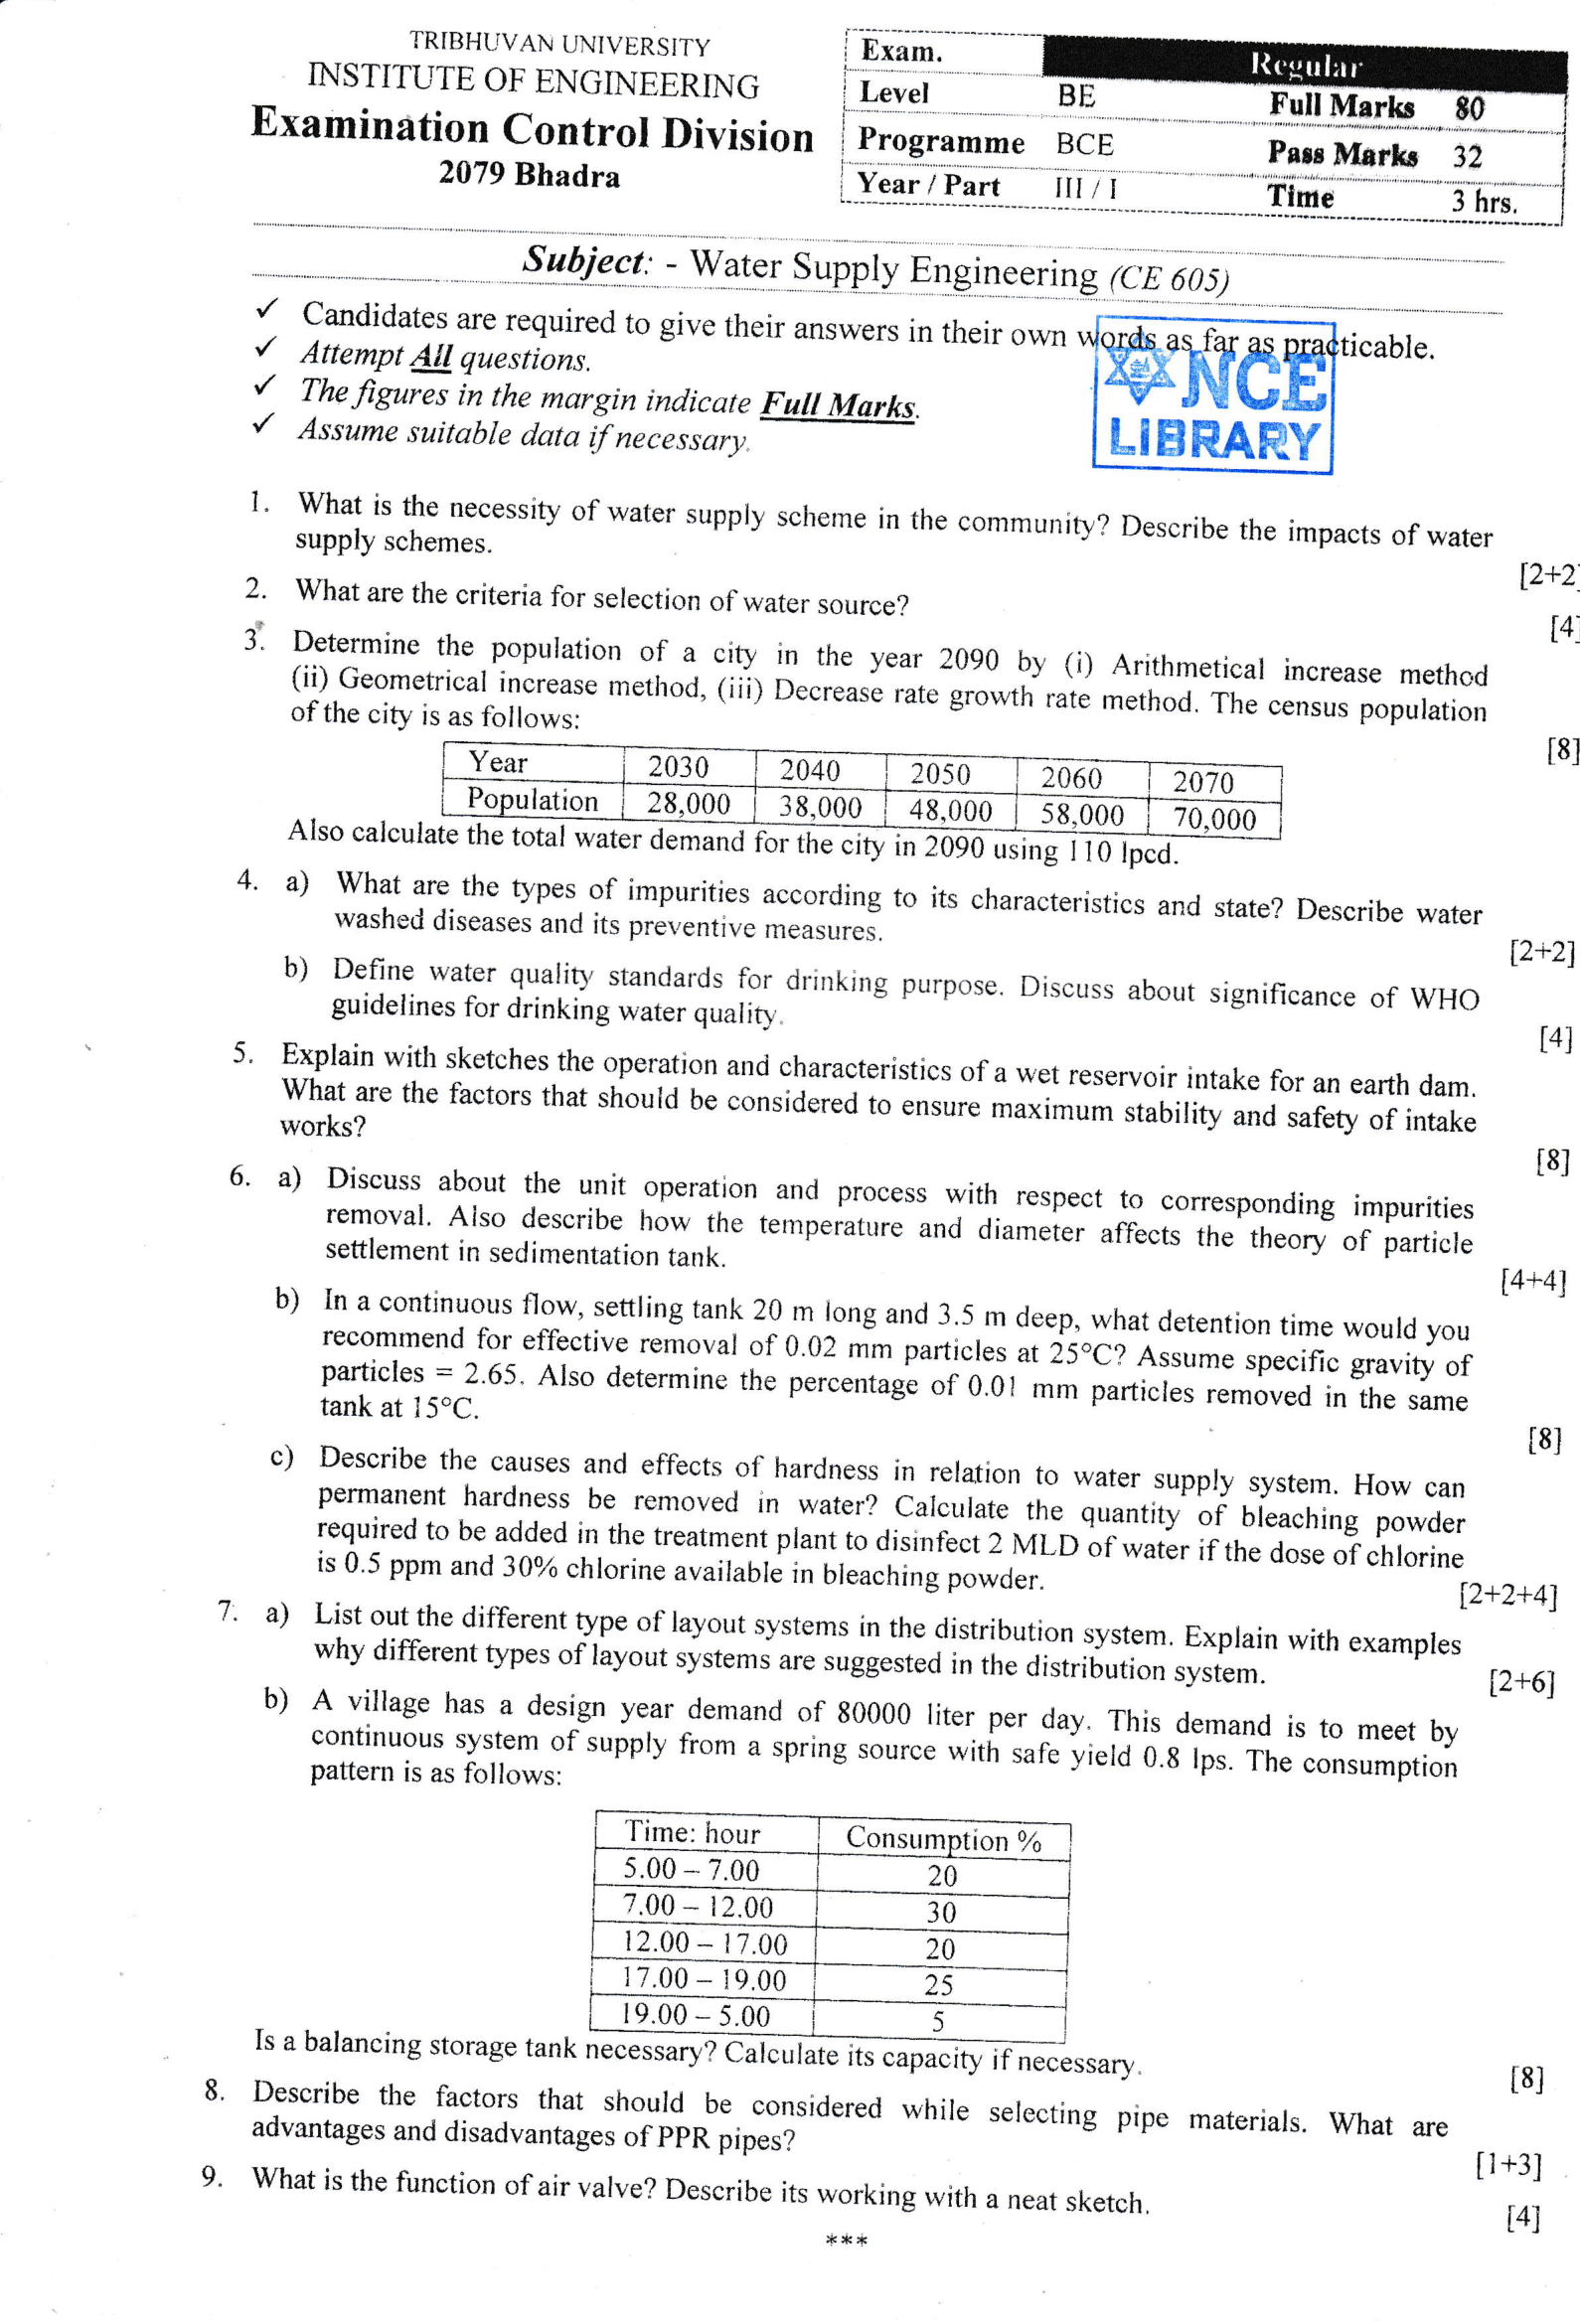 TRIBHUVAN UNIVERSITY
INSTITUTE OF ENGINEERING
Examination Control Division
2079 Bhadra
Exam. Regular
Level BE Full Marks 80
Programme BCE Pass Marks 32
Year / Part III / I Time 3 hrs.
Subject: - Water Supply Engineering (CE 605)
✓ Candidates are required to give their answers in their own words as far as practicable.
✓ Attempt All questions.
✓ The figures in the margin indicate Full Marks.
✓ Assume suitable data if necessary.
NCE
LIBRARY
1. What is the necessity of water supply scheme in the community? Describe the impacts of water
supply schemes. [2+2]
2. What are the criteria for selection of water source? [4]
3. Determine the population of a city in the year 2090 by (i) Arithmetical increase method
(ii) Geometrical increase method, (iii) Decrease rate growth rate method. The census population
of the city is as follows: [8]
Year 2030 2040 2050 2060 2070
Population 28,000 38,000 48,000 58,000 70,000
Also calculate the total water demand for the city in 2090 using 110 lpcd.
4. a) What are the types of impurities according to its characteristics and state? Describe water
washed diseases and its preventive measures. [2+2]
b) Define water quality standards for drinking purpose. Discuss about significance of WHO
guidelines for drinking water quality. [4]
5. Explain with sketches the operation and characteristics of a wet reservoir intake for an earth dam.
What are the factors that should be considered to ensure maximum stability and safety of intake
works? [8]
6. a) Discuss about the unit operation and process with respect to corresponding impurities
removal. Also describe how the temperature and diameter affects the theory of particle
settlement in sedimentation tank. [4+4]
b) In a continuous flow, settling tank 20 m long and 3.5 m deep, what detention time would you
recommend for effective removal of 0.02 mm particles at 25°C? Assume specific gravity of
particles = 2.65. Also determine the percentage of 0.01 mm particles removed in the same
tank at 15°C. [8]
c) Describe the causes and effects of hardness in relation to water supply system. How can
permanent hardness be removed in water? Calculate the quantity of bleaching powder
required to be added in the treatment plant to disinfect 2 MLD of water if the dose of chlorine
is 0.5 ppm and 30% chlorine available in bleaching powder. [2+2+4]
7. a) List out the different type of layout systems in the distribution system. Explain with examples
why different types of layout systems are suggested in the distribution system. [2+6]
b) A village has a design year demand of 80000 liter per day. This demand is to meet by
continuous system of supply from a spring source with safe yield 0.8 lps. The consumption
pattern is as follows:
Time: hour Consumption %
5.00 – 7.00 20
7.00 – 12.00 30
12.00 – 17.00 20
17.00 – 19.00 25
19.00 – 5.00 5
Is a balancing storage tank necessary? Calculate its capacity if necessary. [8]
8. Describe the factors that should be considered while selecting pipe materials. What are
advantages and disadvantages of PPR pipes? [1+3]
9. What is the function of air valve? Describe its working with a neat sketch. [4]
***